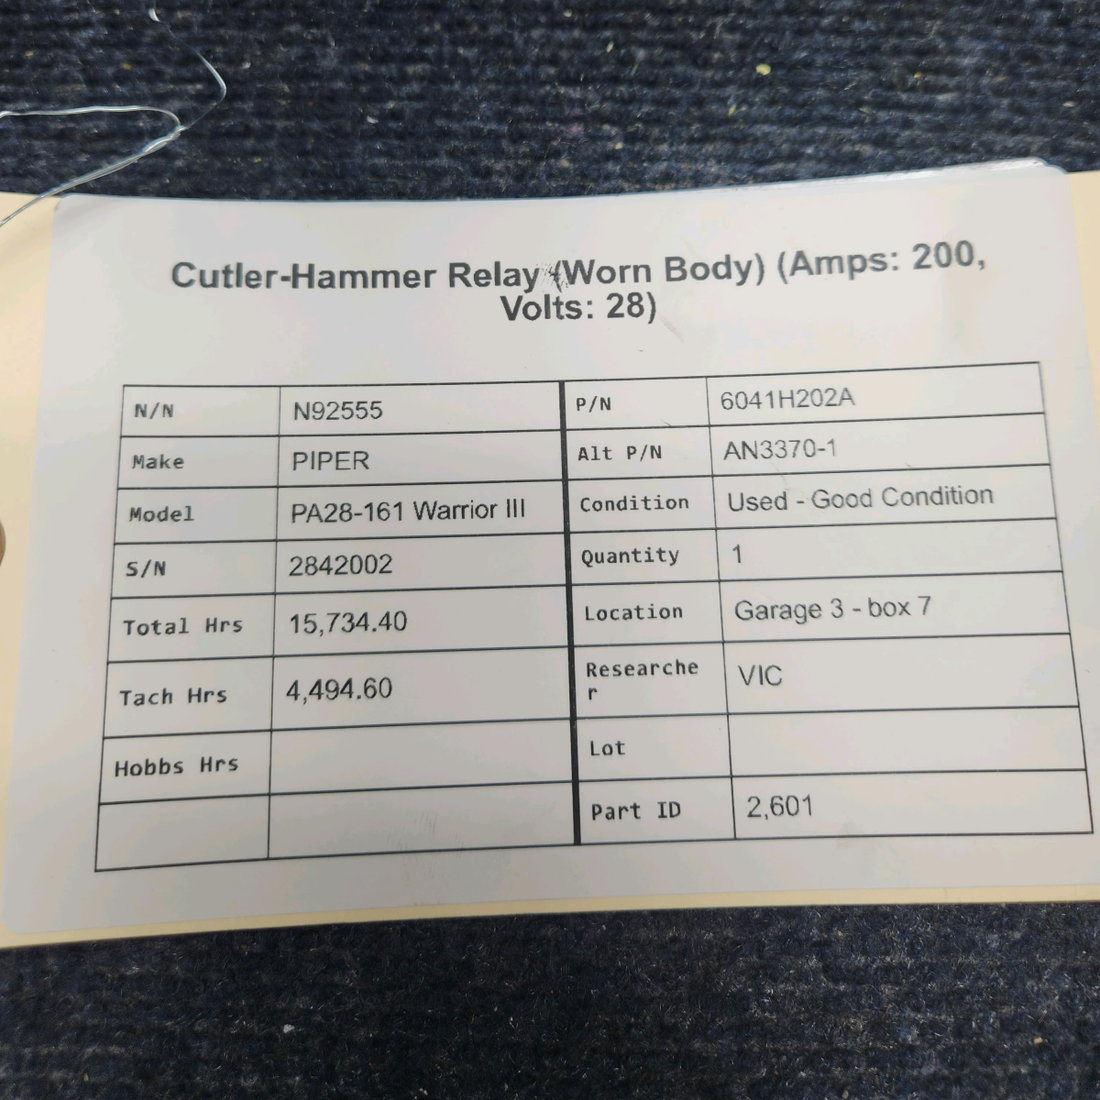 Cutler-Hammer Relay (Worn Body) (Amps: 200,
Volts: 28)
N/N N92555 P/N 6041H202A
Make PIPER Alt P/N AN3370-1
Model PA28-161 Warrior III Condition Used - Good Condition
S/N 2842002 Quantity 1
Total Hrs 15,734.40 Location Garage 3 - box 7
Tach Hrs 4,494.60 Researche
r VIC
Hobbs Hrs Lot
Part ID 2,601